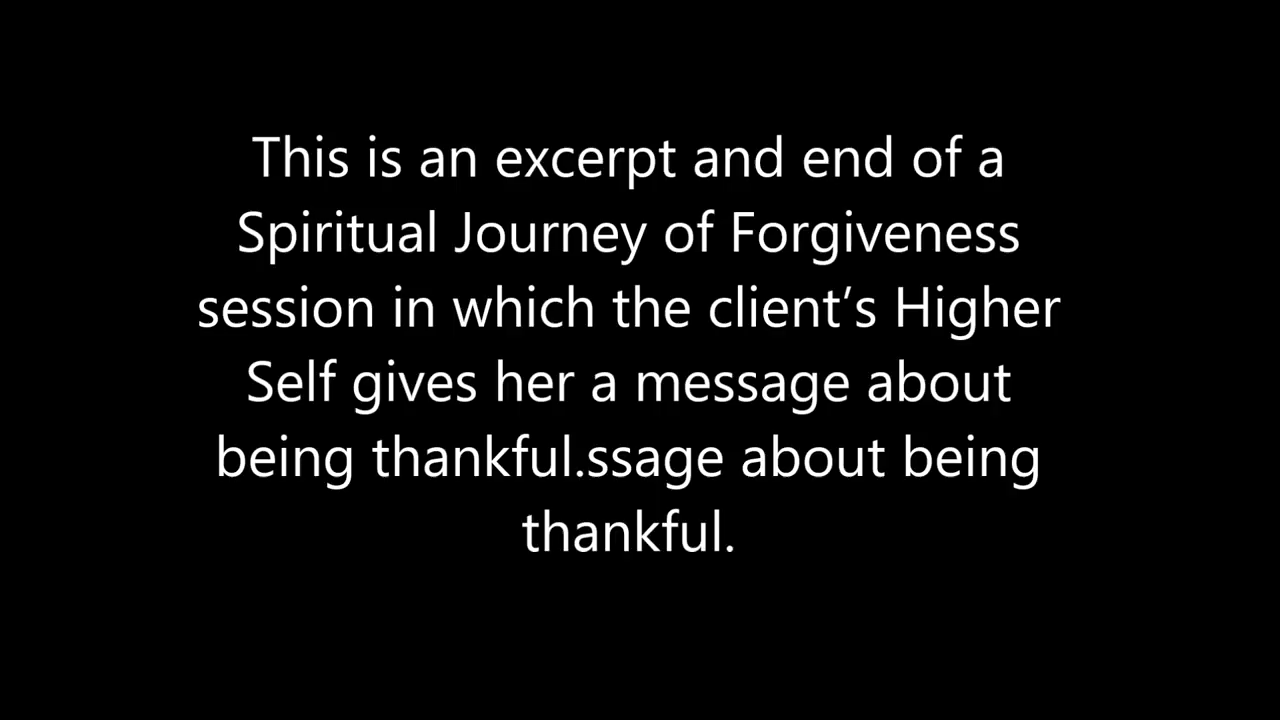 This is an excerpt and end of a
Spiritual Journey of Forgiveness
session in which the client’s Higher
Self gives her a message about
being thankful.ssage about being
thankful.